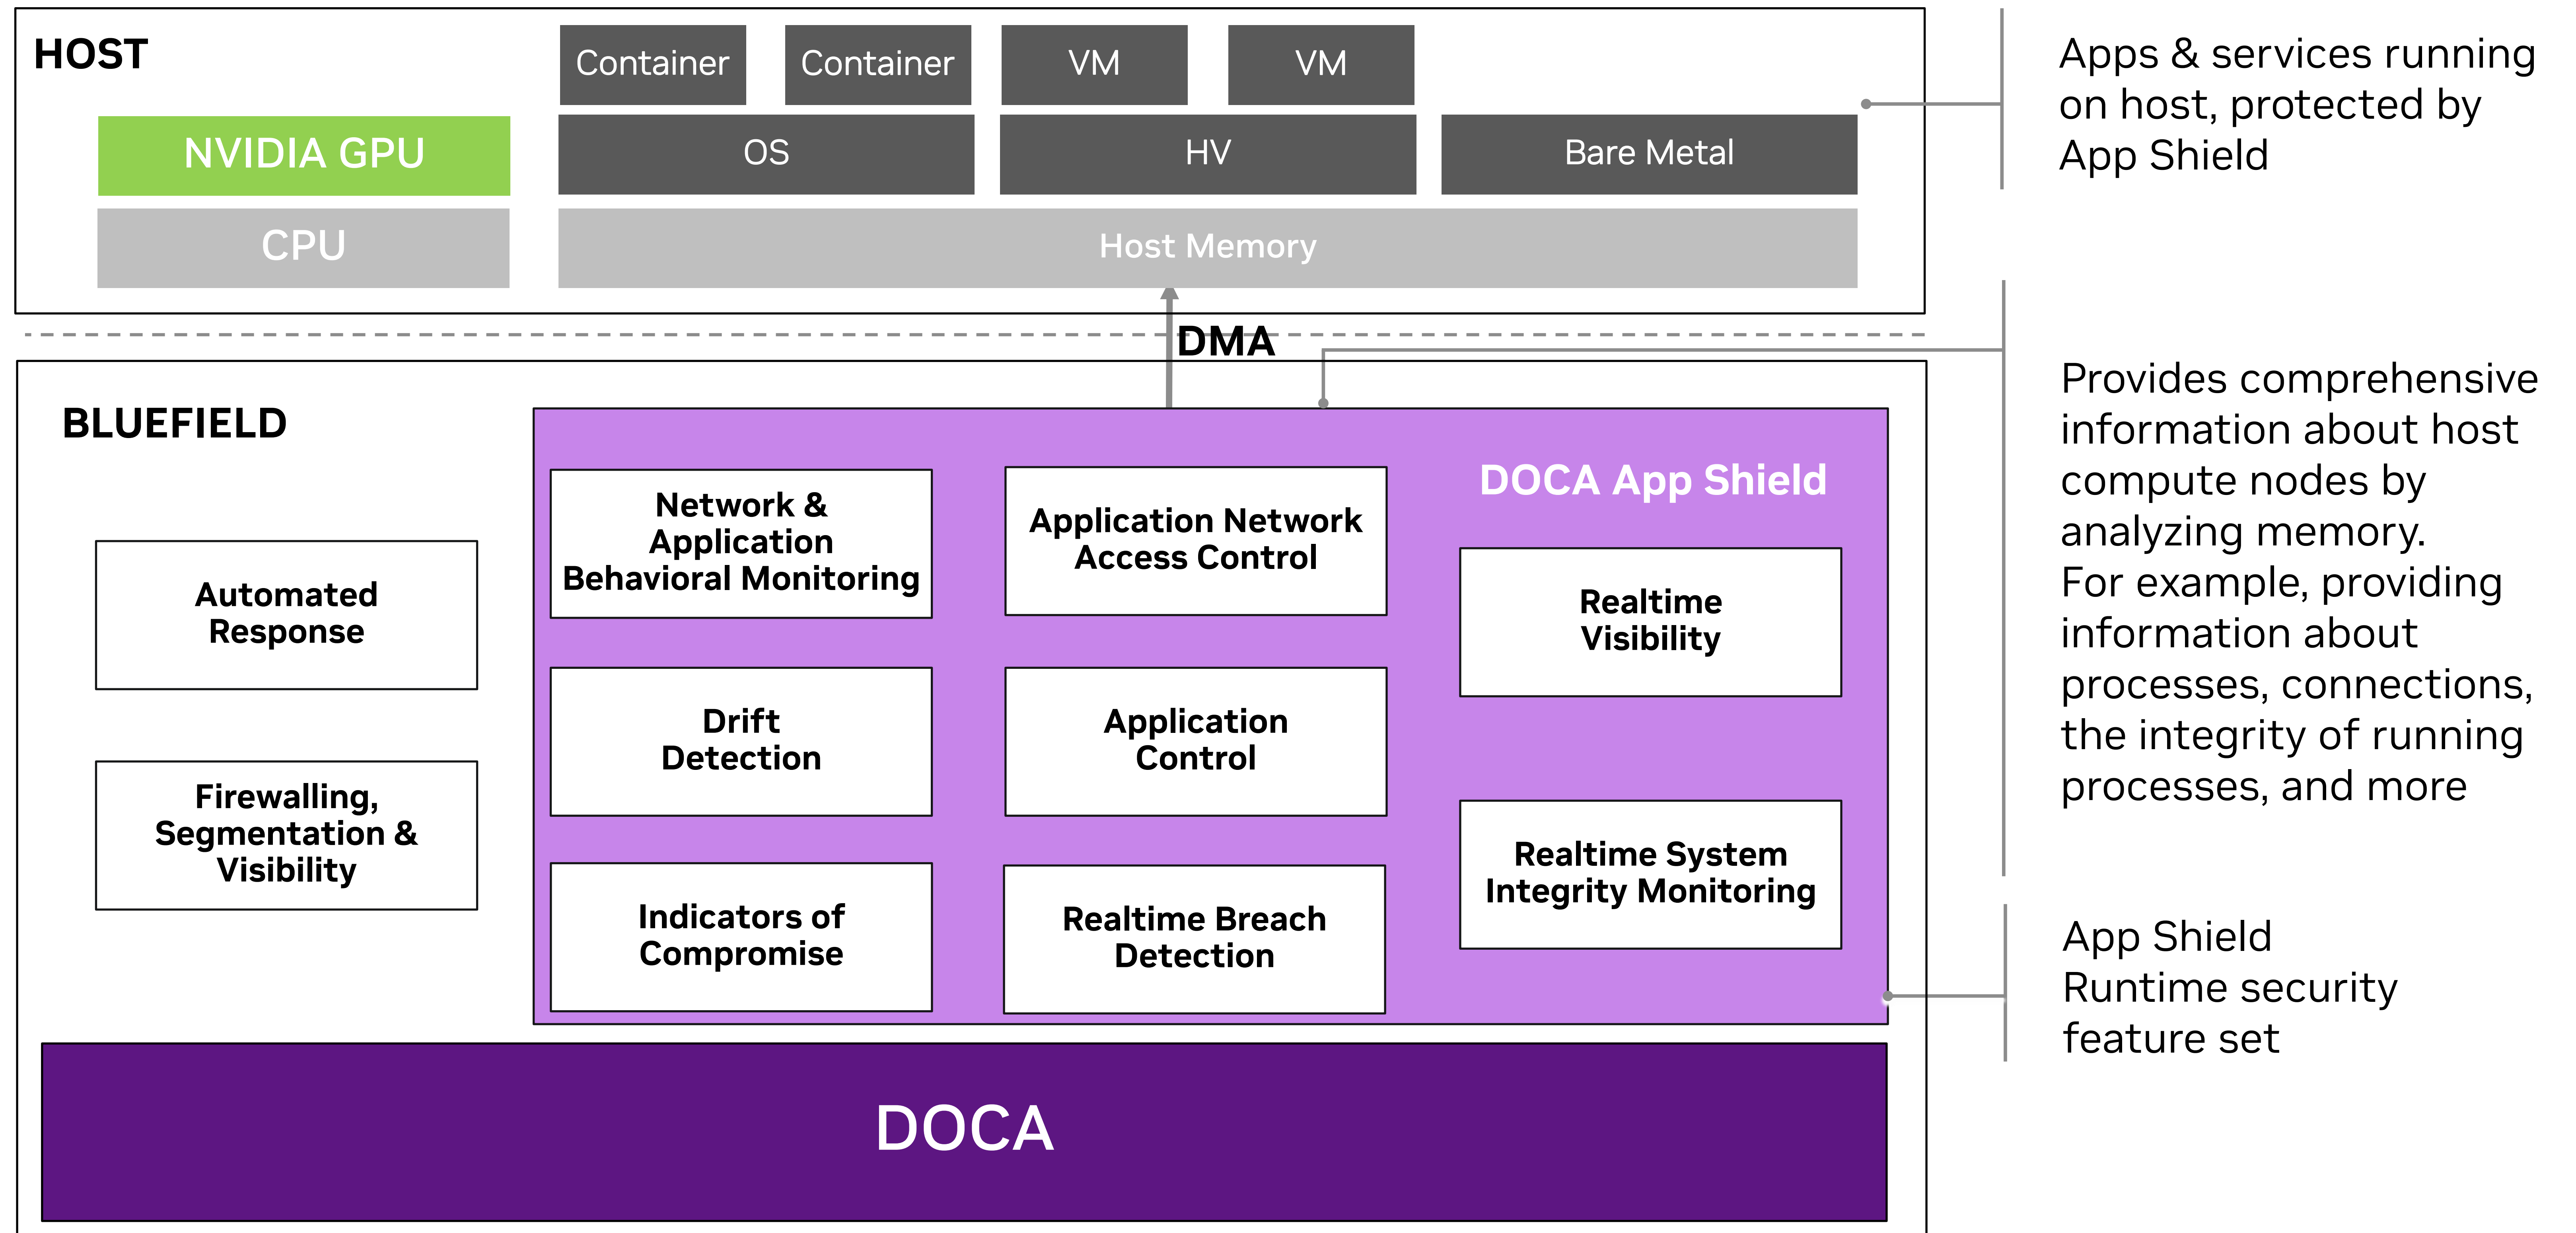 HOST
Container
Container
VM
VM
NVIDIA GPU
OS
HV
Bare Metal
CPU
Host Memory
Apps & services running
on host, protected by
App Shield
DMA
BLUEFIELD
Automated
Response
Firewalling,
Segmentation &
Visibility
Network &
Application
Behavioral Monitoring
Drift
Detection
Indicators of
Compromise
Application Network
Access Control
Application
Control
Realtime Breach
Detection
DOCA App Shield
Realtime
Visibility
Realtime System
Integrity Monitoring
Provides comprehensive
information about host
compute nodes by
analyzing memory.
For example, providing
information about
processes, connections,
the integrity of running
processes, and more
App Shield
Runtime security
feature set
DOCA